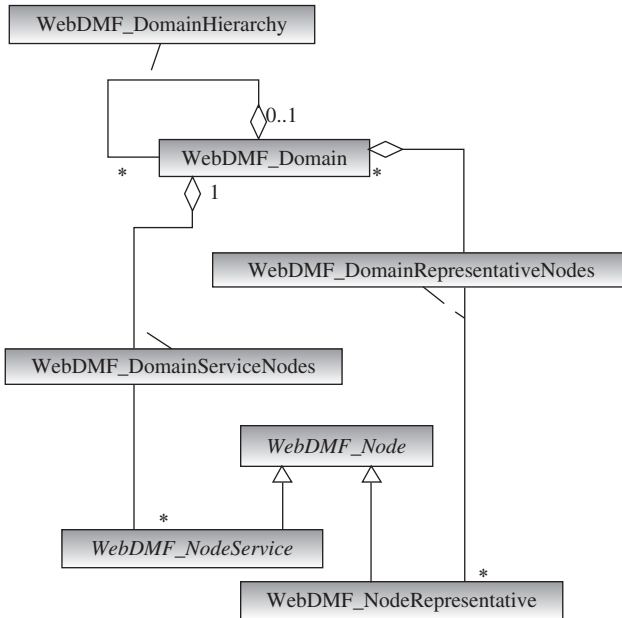 WebDMF_DomainHierarchy
0..1
WebDMF_Domain
*
*
1
WebDMF_DomainRepresentativeNodes
WebDMF_DomainServiceNodes
WebDMF_Node
*
WebDMF_NodeService
*
WebDMF_NodeRepresentative